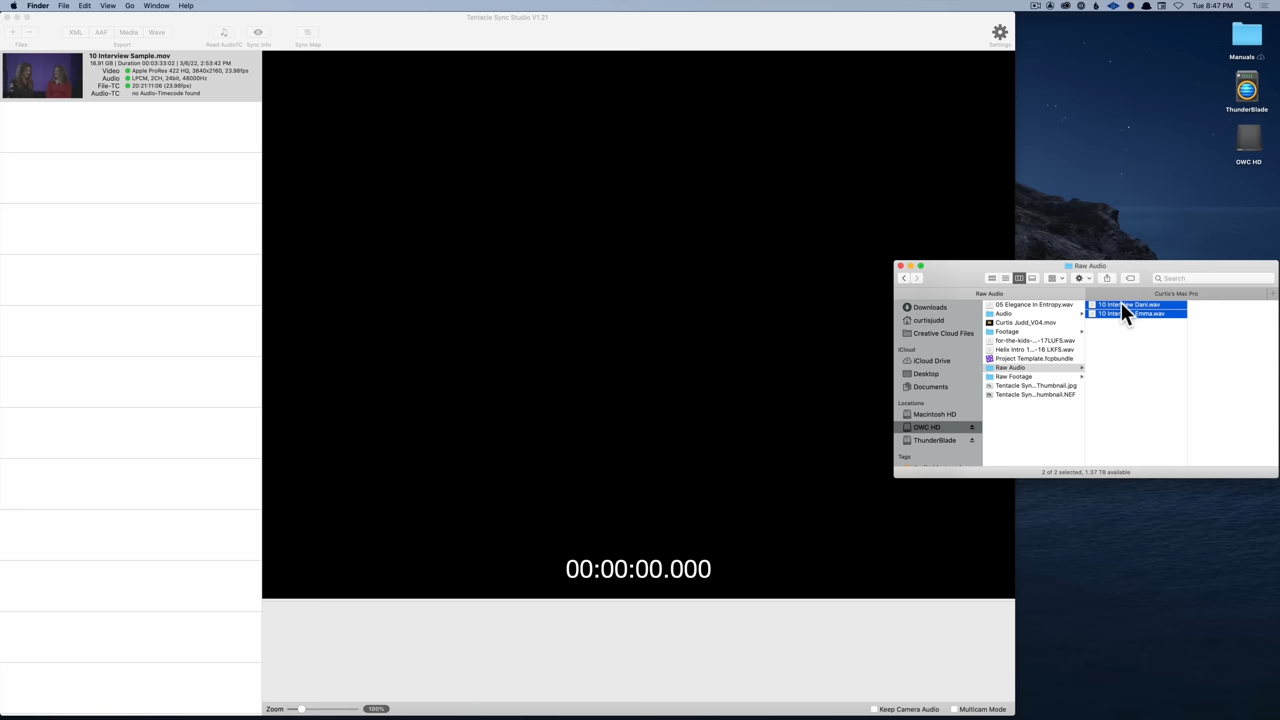 Finder File Edit View Go Window Help
Tue 8:47 PM
Tentacle Sync Studio V1.21
XML AAF Media Wave
Files Export Read AudioTC Sync Info Sync Map Settings
10 Interview Sample.mov
18.91 GB | Duration 00:03:33:02 | 3/6/22, 2:53:42 PM
Video Apple ProRes 422 HQ, 3840x2160, 23.98fps
Audio LPCM, 2CH, 24bit, 48000Hz
File-TC 20:21:11:06 (23.98fps)
Audio-TC no Audio-Timecode found
00:00:00.000
Zoom 100% Keep Camera Audio Multicam Mode
Manuals
ThunderBlade
OWC HD
Raw Audio
Search
Raw Audio Curtis's Mac Pro
Downloads
curtisjudd
Creative Cloud Files
iCloud
iCloud Drive
Desktop
Documents
Locations
Macintosh HD
OWC HD
ThunderBlade
Tags
05 Elegance In Entropy.wav
Audio
Curtis Judd_V04.mov
Footage
for-the-kids-...-17LUFS.wav
Helix Intro 1...-16 LKFS.wav
Project Template.fcpbundle
Raw Audio
Raw Footage
Tentacle Syn...Thumbnail.jpg
Tentacle Syn...humbnail.NEF
10 Dani.wav
10 Emma.wav
2 of 2 selected, 1.37 TB available